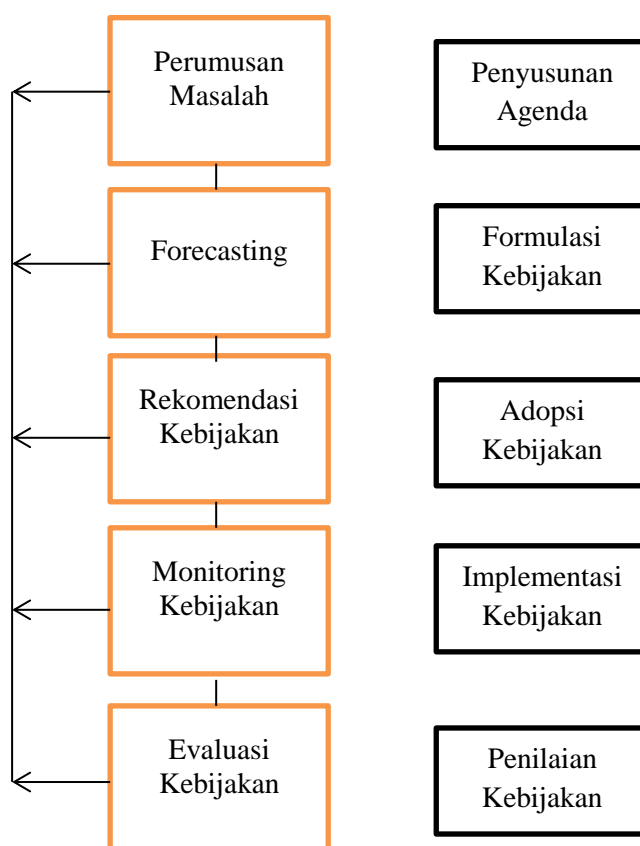 Perumusan
Masalah
Penyusunan
Agenda
Forecasting
Formulasi
Kebijakan
Rekomendasi
Kebijakan
Adopsi
Kebijakan
Monitoring
Kebijakan
Implementasi
Kebijakan
Evaluasi
Kebijakan
Penilaian
Kebijakan